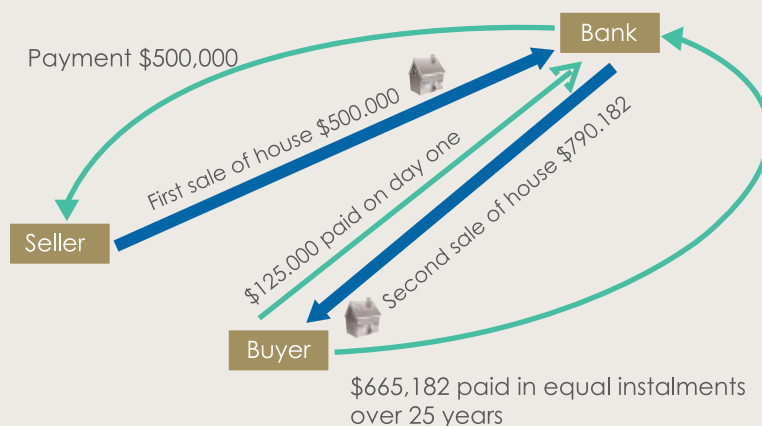 Bank
Payment $500,000
First sale of house $500.000
$125.000 paid on day one
Second sale of house $790.182
Seller
Buyer
$665,182 paid in equal instalments
over 25 years